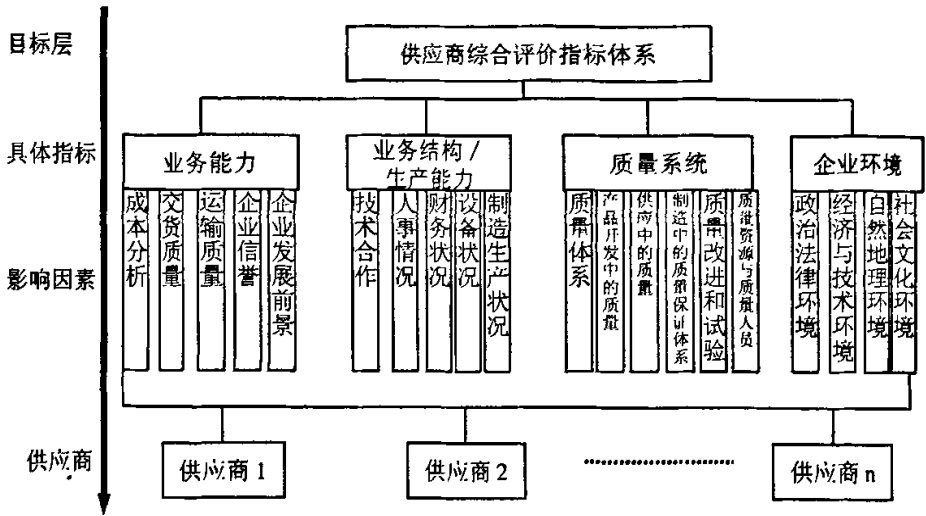 目标层
供应商综合评价指标体系
具体指标
业务能力
业务结构/
生产能力
质量系统
企业环境
影响因素
成本分析
交货质量
运输质量
企业信誉
企业发展前景
技术合作
人事情况
财务状况
设备状况
制造生产状况
质量体系
产品开发中的质量
供应中的质量
制造中的质量保证体系
质量改进和试验
质量资源与质量人员
政治法律环境
经济与技术环境
自然地理环境
社会文化环境
供应商
供应商1
供应商2
供应商n